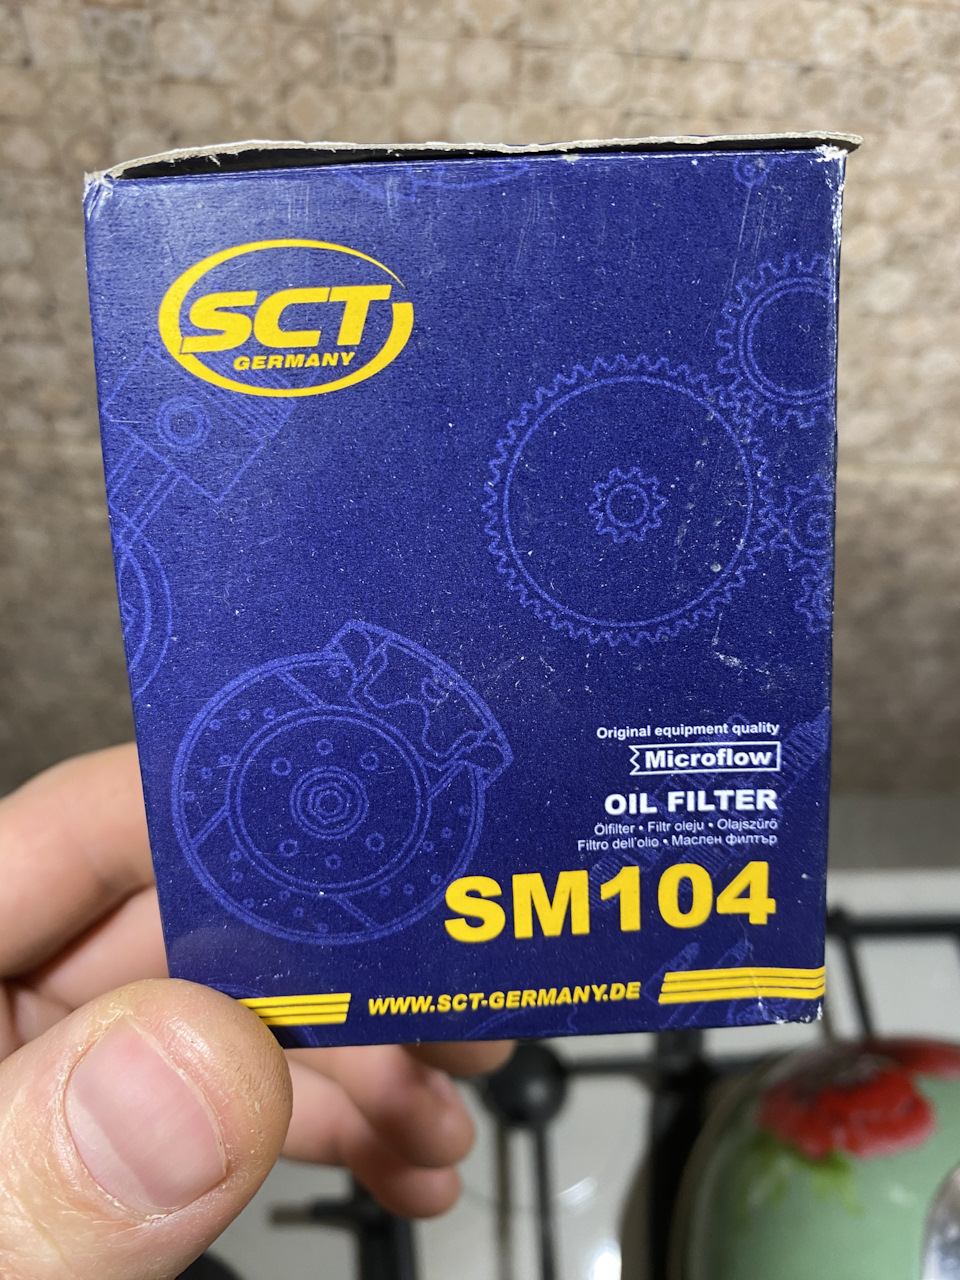 SCT
GERMANY
Original equipment quality
Microflow
OIL FILTER
Ölfilter • Filtr oleju • Olajszűrő
Filtro dell'olio • Маслен филтър
SM104
WWW.SCT-GERMANY.DE